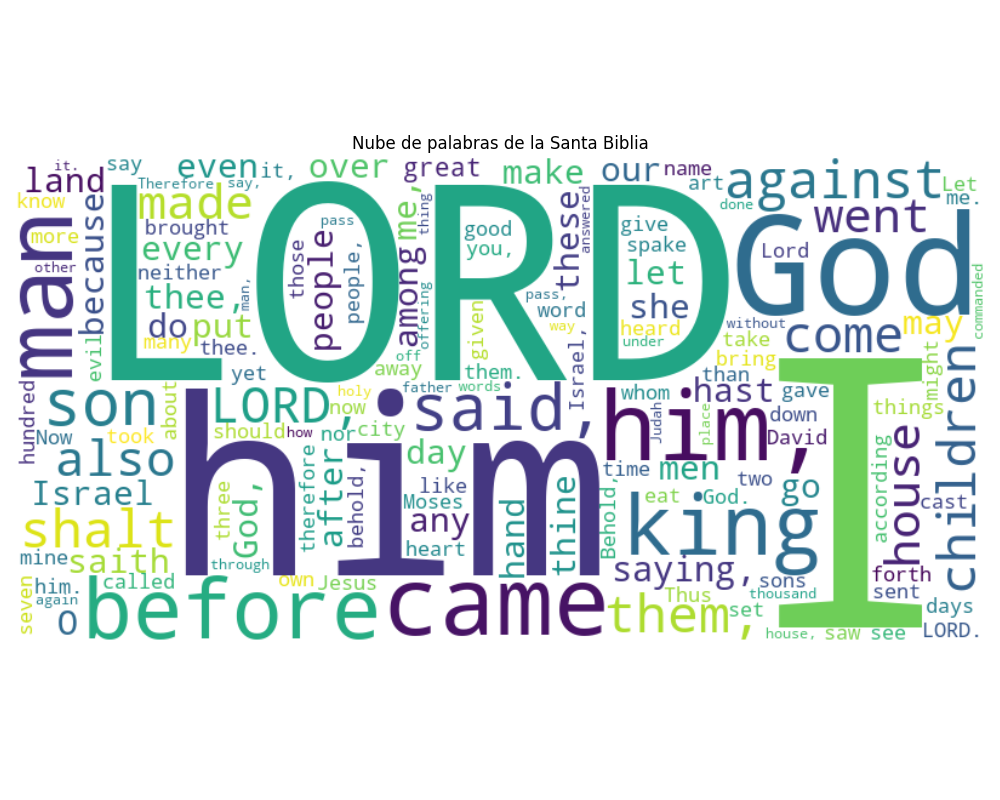 Nube de palabras de la Santa Biblia
it.
say
even
it,
over
great
make
our
name
art
against
Let
me.
land
Therefore
say,
know
made
me,
thing
these
answered
done
went
LORD
God
Lord
man
because
more
other
brought
every
neither
thee,
man,
those
people
pass
people,
among
offering
good
you,
give
spake
let
she
commanded
evil
do
put
many
thee.
yet
off
away
given
pass,
word
way
them.
heard
under
without
take
bring
than
come
may
might
hundred
son
about
LORD,
holy
now
father
words
said,
Israel,
him,
whom
Judah
place
hast
gave
down
David
things
children
Now
took
should
how
nor
city
also
him
I
Israel
shalt
three
God,
therefore
after
behold,
day
like
Moses
any
heart
hand
thine
Behold,
time
men
two
eat
God.
king
go
according
house
cast
mine
saith
through
saying,
sons
forth
seven
him.
again
called
own
Jesus
Thus
thousand
sent
O
before
came
them,
set
house,
saw
see
days
LORD.